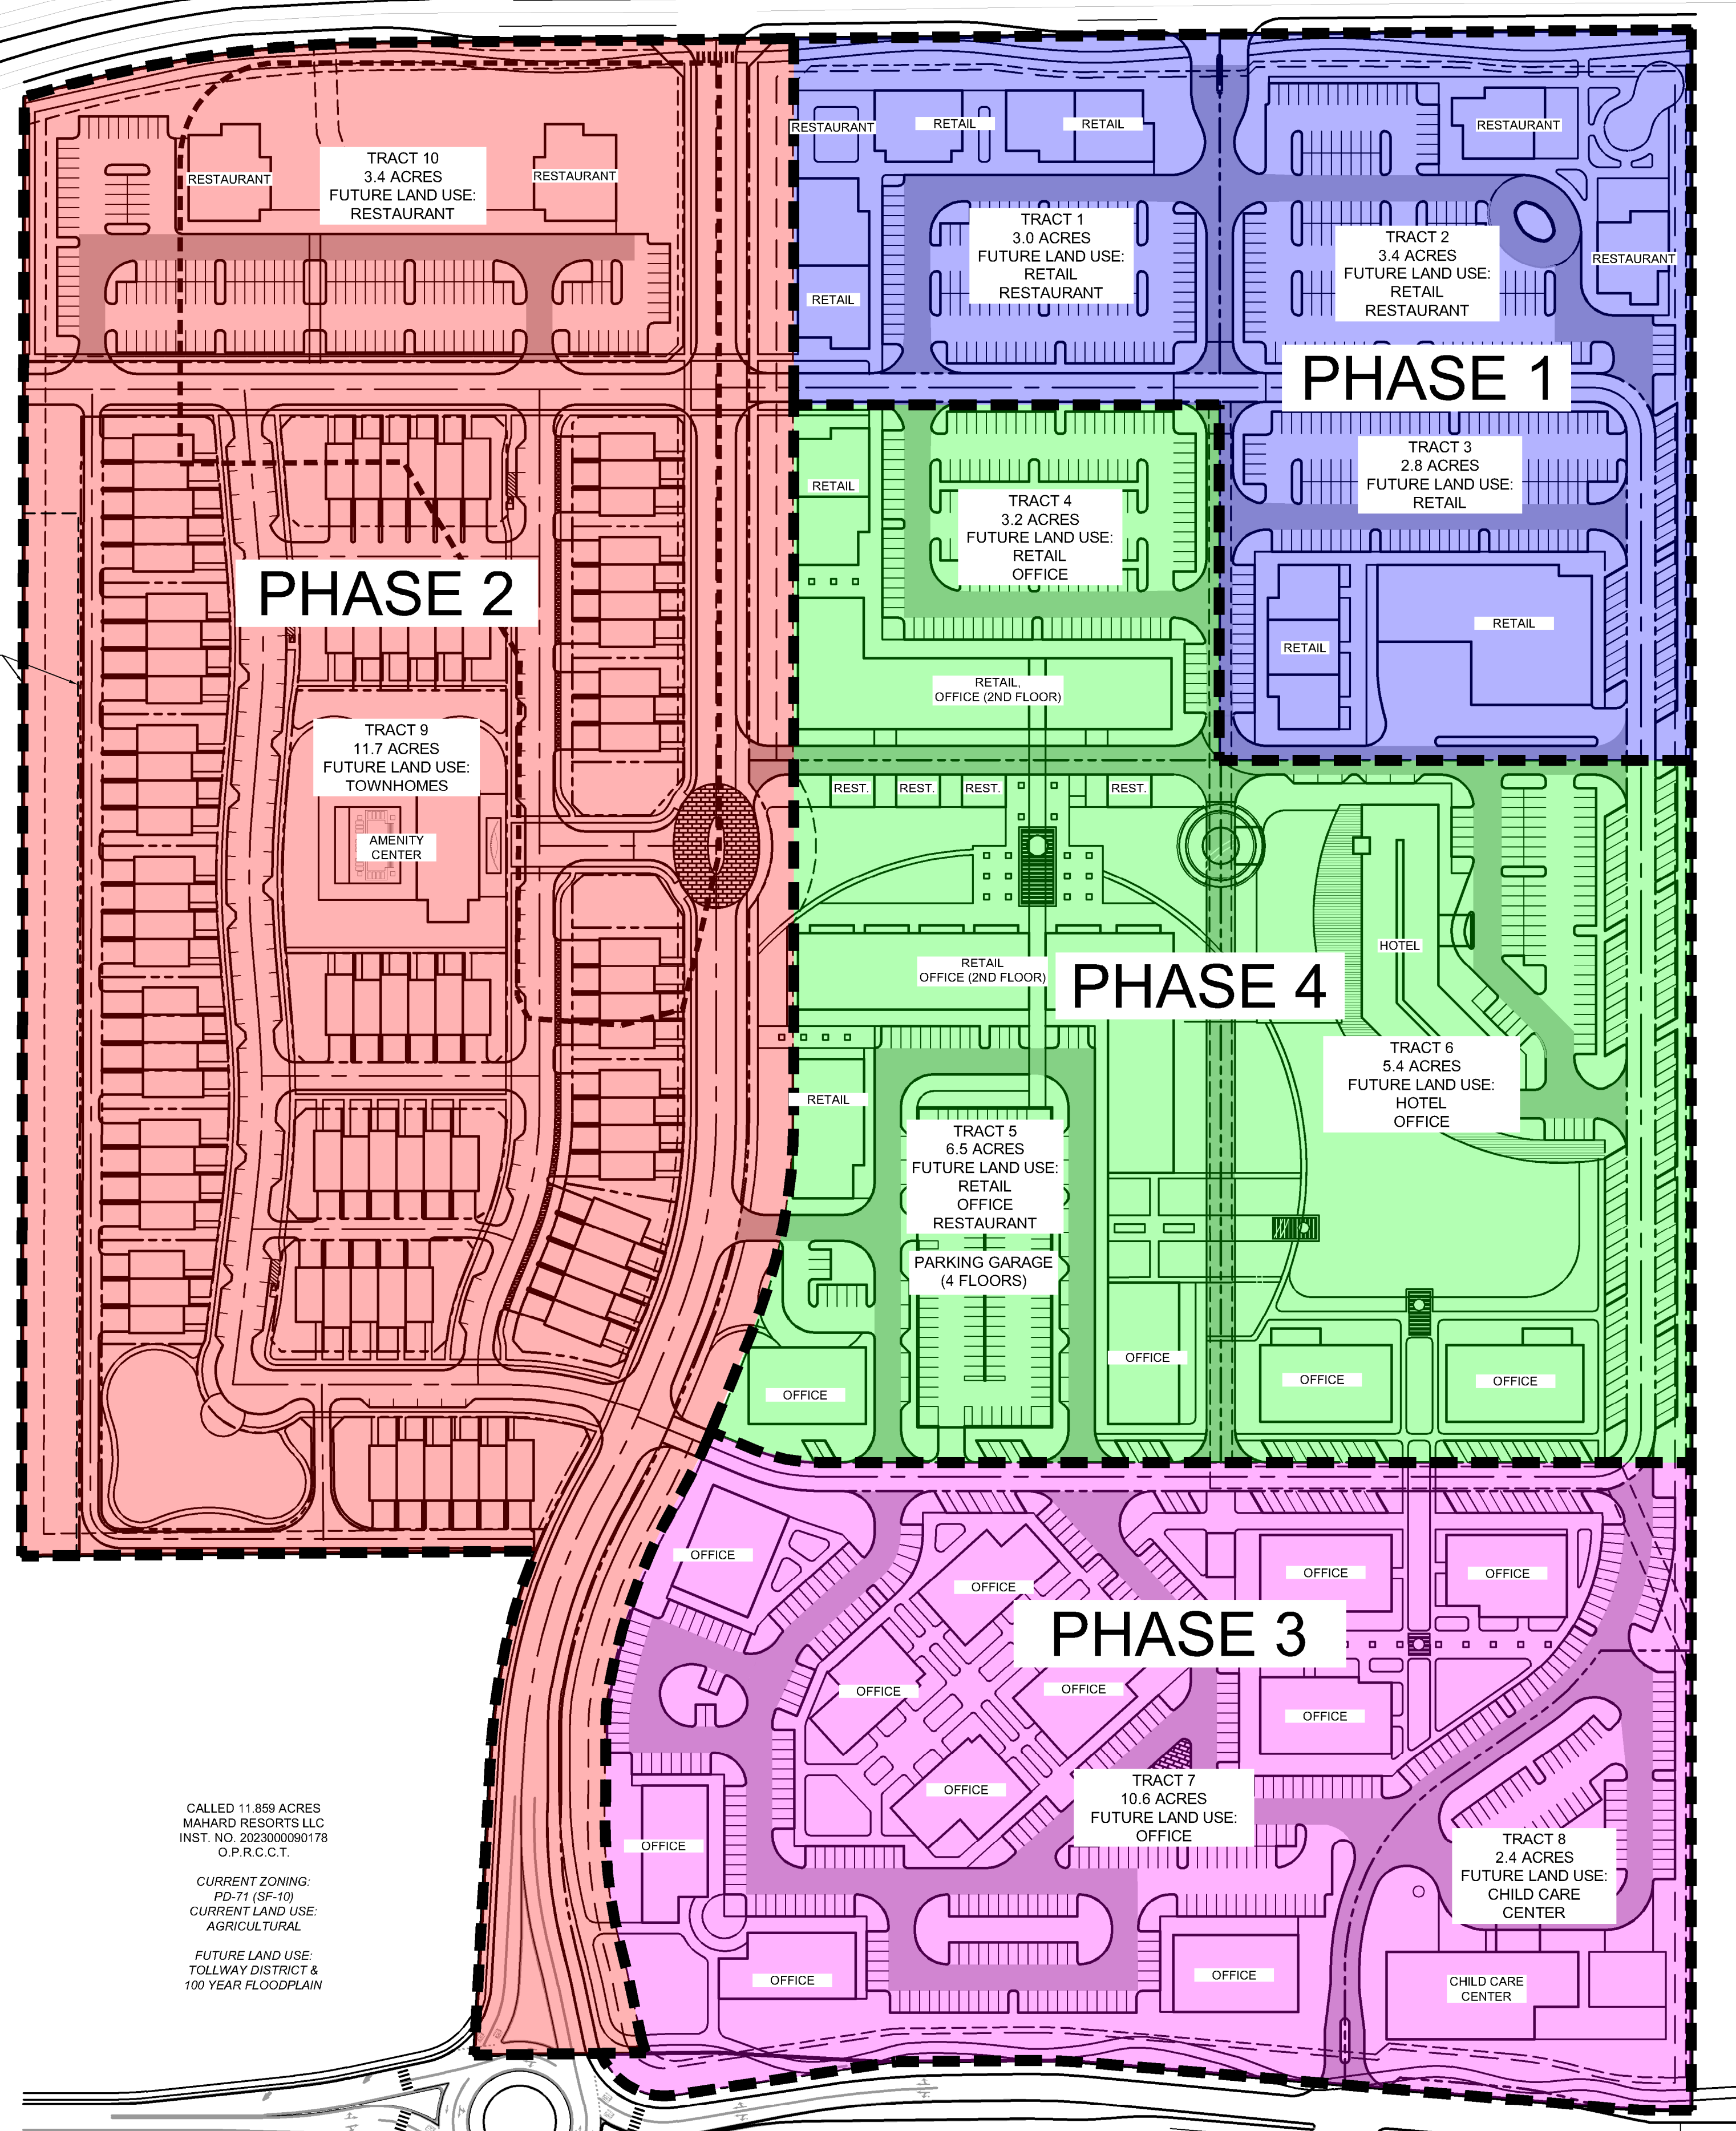 RESTAURANT
RETAIL
RETAIL
RESTAURANT
TRACT 10
3.4 ACRES
FUTURE LAND USE:
RESTAURANT
RESTAURANT
RESTAURANT
TRACT 1
3.0 ACRES
FUTURE LAND USE:
RETAIL
RESTAURANT
TRACT 2
3.4 ACRES
FUTURE LAND USE:
RETAIL
RESTAURANT
RESTAURANT
RETAIL
PHASE 1
TRACT 3
2.8 ACRES
FUTURE LAND USE:
RETAIL
RETAIL
TRACT 4
3.2 ACRES
FUTURE LAND USE:
RETAIL
OFFICE
PHASE 2
RETAIL
RETAIL
RETAIL,
OFFICE (2ND FLOOR)
TRACT 9
11.7 ACRES
FUTURE LAND USE:
TOWNHOMES
AMENITY
CENTER
REST.
REST.
REST.
REST.
HOTEL
RETAIL
OFFICE (2ND FLOOR)
PHASE 4
TRACT 6
5.4 ACRES
FUTURE LAND USE:
HOTEL
OFFICE
RETAIL
TRACT 5
6.5 ACRES
FUTURE LAND USE:
RETAIL
OFFICE
RESTAURANT
PARKING GARAGE
(4 FLOORS)
OFFICE
OFFICE
OFFICE
OFFICE
OFFICE
OFFICE
OFFICE
OFFICE
PHASE 3
OFFICE
OFFICE
OFFICE
OFFICE
TRACT 7
10.6 ACRES
FUTURE LAND USE:
OFFICE
OFFICE
TRACT 8
2.4 ACRES
FUTURE LAND USE:
CHILD CARE
CENTER
OFFICE
OFFICE
CHILD CARE
CENTER
CALLED 11.859 ACRES
MAHARD RESORTS LLC
INST. NO. 2023000090178
O.P.R.C.C.T.
CURRENT ZONING:
PD-71 (SF-10)
CURRENT LAND USE:
AGRICULTURAL
FUTURE LAND USE:
TOLLWAY DISTRICT &
100 YEAR FLOODPLAIN